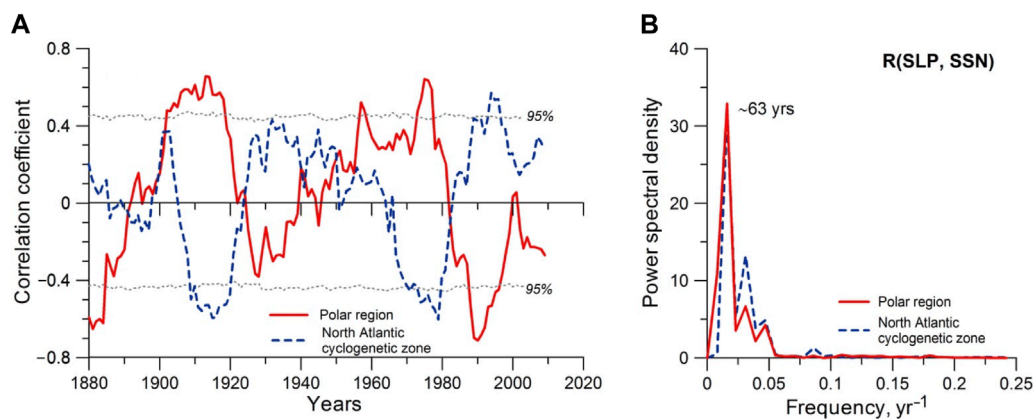 A
Correlation coefficient
0.8
0.4
0
−0.4
−0.8
95%
95%
Polar region
North Atlantic
cyclogenetic zone
1880 1900 1920 1940 1960 1980 2000 2020
Years
B
Power spectral density
40
30
20
10
0
R(SLP, SSN)
~63 yrs
Polar region
North Atlantic
cyclogenetic zone
0 0.05 0.1 0.15 0.2 0.25
Frequency, yr⁻¹